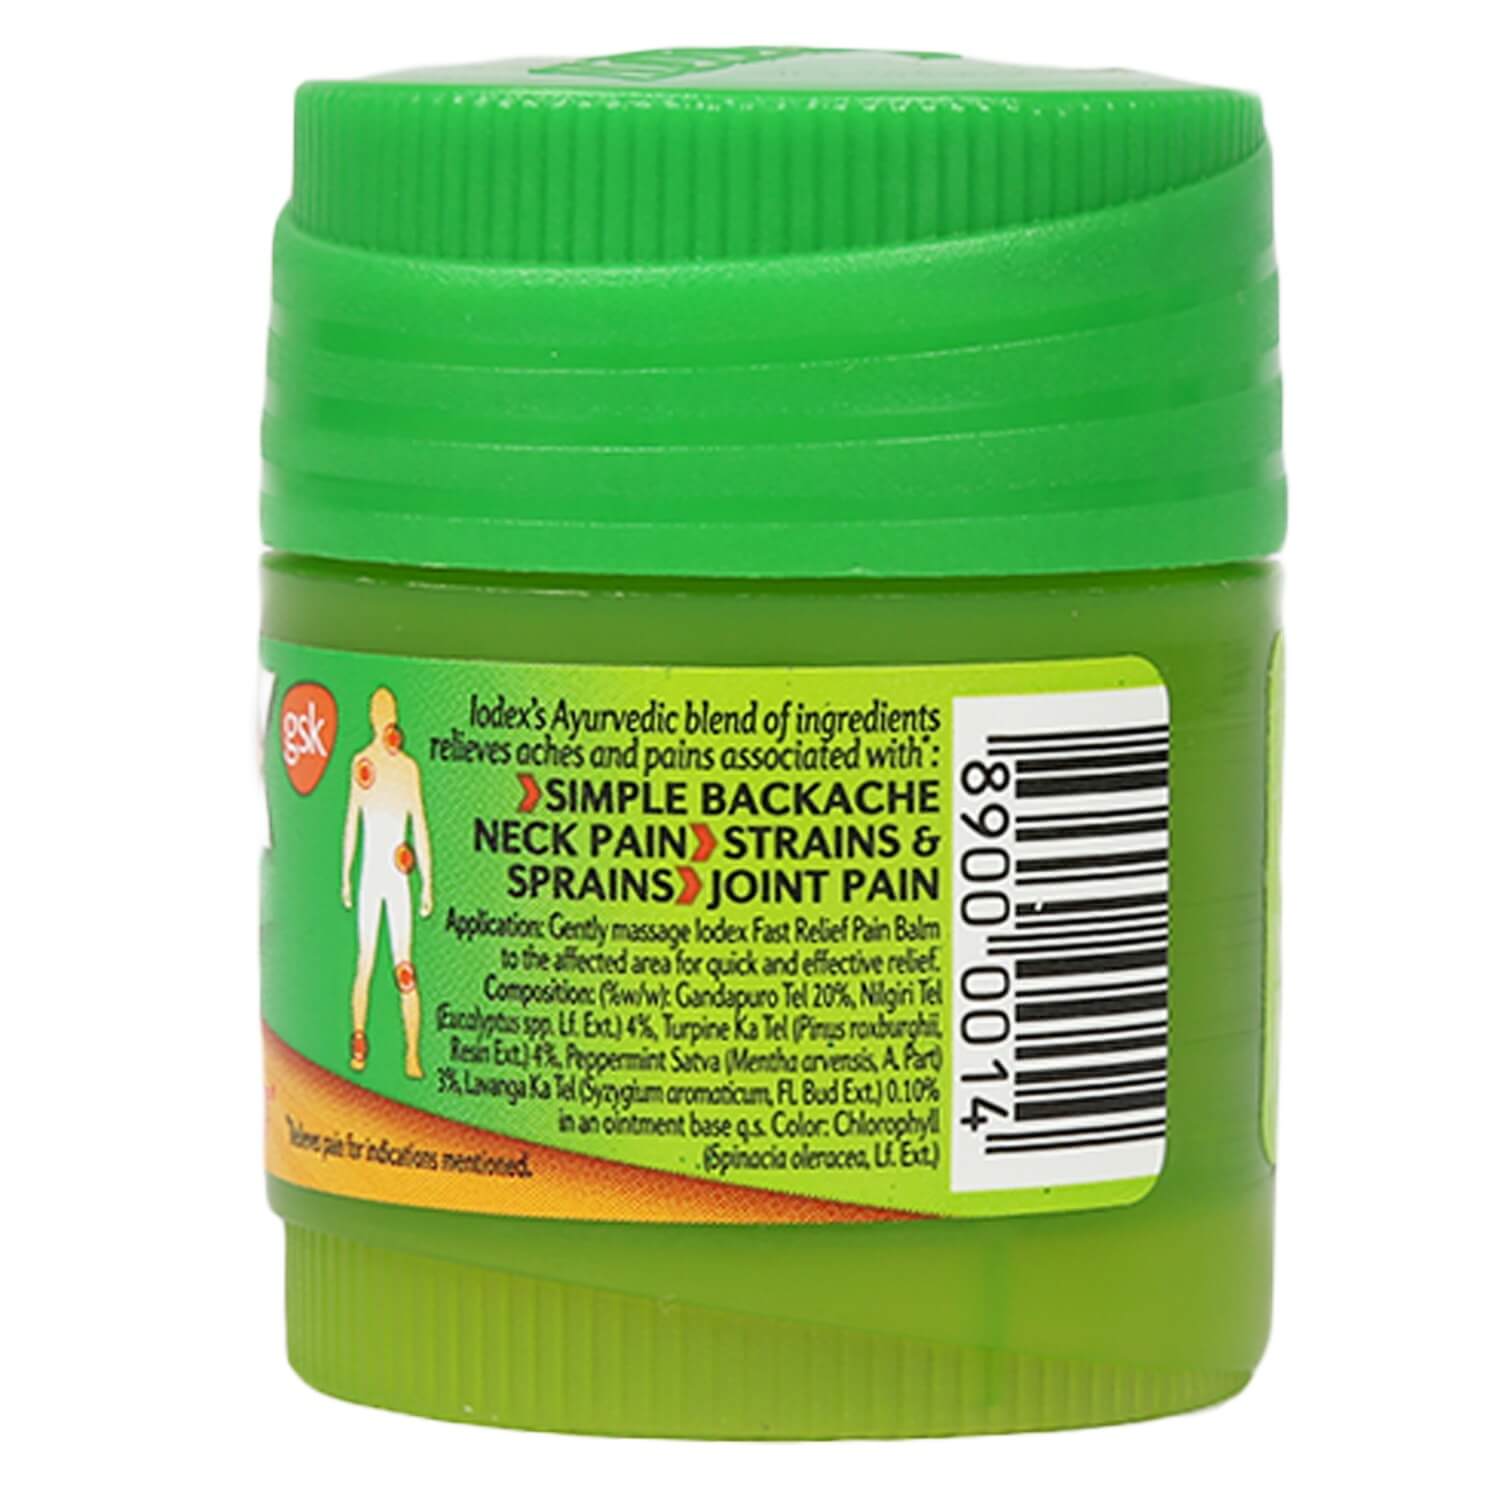 gsk
Iodex's Ayurvedic blend of ingredients
relieves aches and pains associated with*:
SIMPLE BACKACHE
NECK PAIN STRAINS &
SPRAINS JOINT PAIN
Application: Gently massage Iodex Fast Relief Pain Balm
to the affected area for quick and effective relief.
Composition: (%w/w): Gandapuro Tel 20%, Nilgiri Tel
(Eucalyptus spp. Lf. Ext.) 4%, Turpine Ka Tel (Pinus roxburghii,
Resin Ext.) 4%, Peppermint Satva (Mentha arvensis, A. Part)
3%, Lavanga Ka Tel (Syzygium aromaticum, Fl. Bud Ext.) 0.10%
in an ointment base q.s. Color: Chlorophyll
(Spinacia oleracea, Lf. Ext.)
*Relieves pain for indications mentioned.
8900 0014